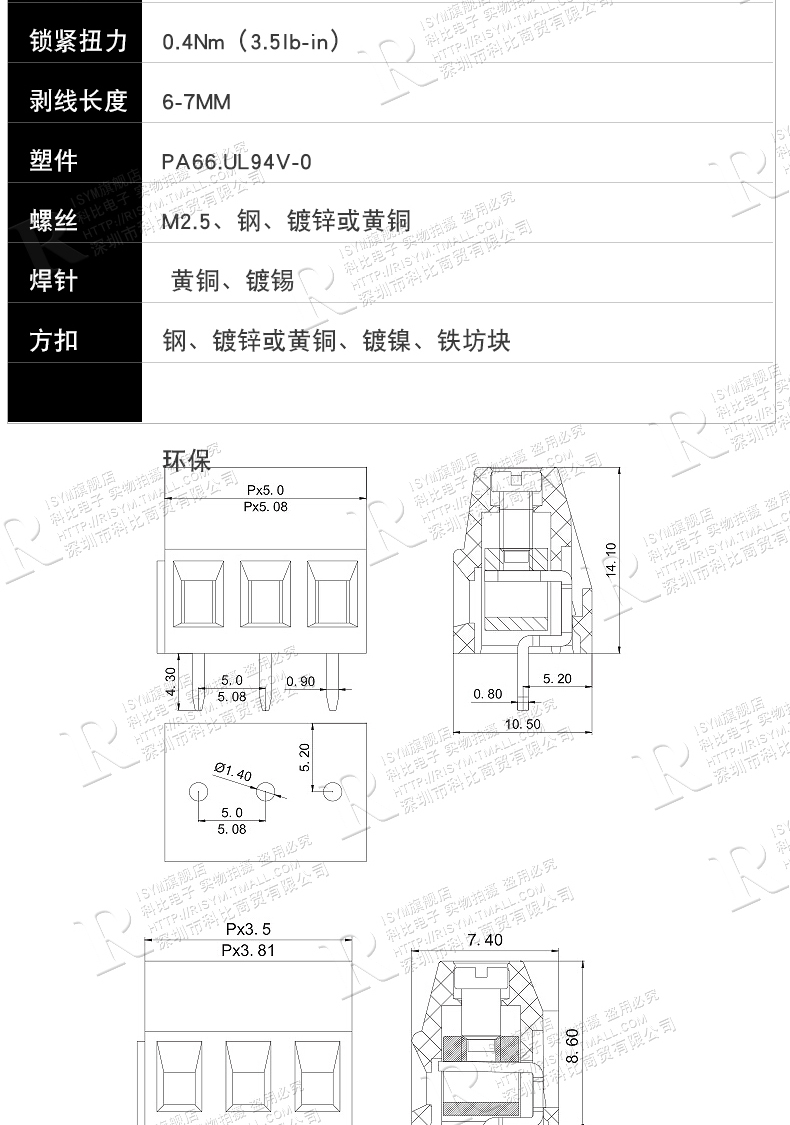 锁紧扭力 0.4Nm（3.5lb-in）
剥线长度 6-7MM
塑件 PA66.UL94V-0
螺丝 M2.5、钢、镀锌或黄铜
焊针 黄铜、镀锡
方扣 钢、镀锌或黄铜、镀镍、铁坊块
环保
Px5.0
Px5.08
14.10
4.30
5.0
5.08
0.90
0.80
5.20
10.50
5.20
Ø1.40
5.0
5.08
Px3.5
Px3.81
7.40
8.60
R
ISYM旗舰店
科比电子 实物拍摄 盗用必究
HTTP://RISYM.TMALL.COM
深圳市科比商贸有限公司